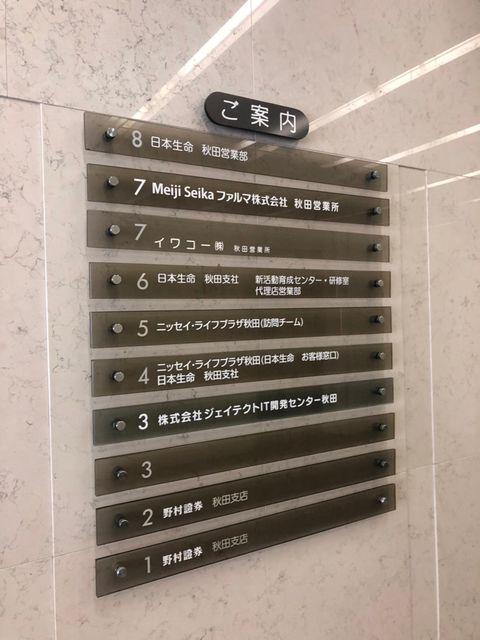 ご案内
8 日本生命 秋田営業部
7 Meiji Seika ファルマ株式会社 秋田営業所
7 イワコー㈱ 秋田営業所
6 日本生命 秋田支社 新活動育成センター・研修室
代理店営業部
5 ニッセイ・ライフプラザ秋田(訪問チーム)
4 ニッセイ・ライフプラザ秋田(日本生命 お客様窓口)
日本生命 秋田支社
3 株式会社ジェイテクトIT開発センター秋田
3
2 野村證券 秋田支店
1 野村證券 秋田支店